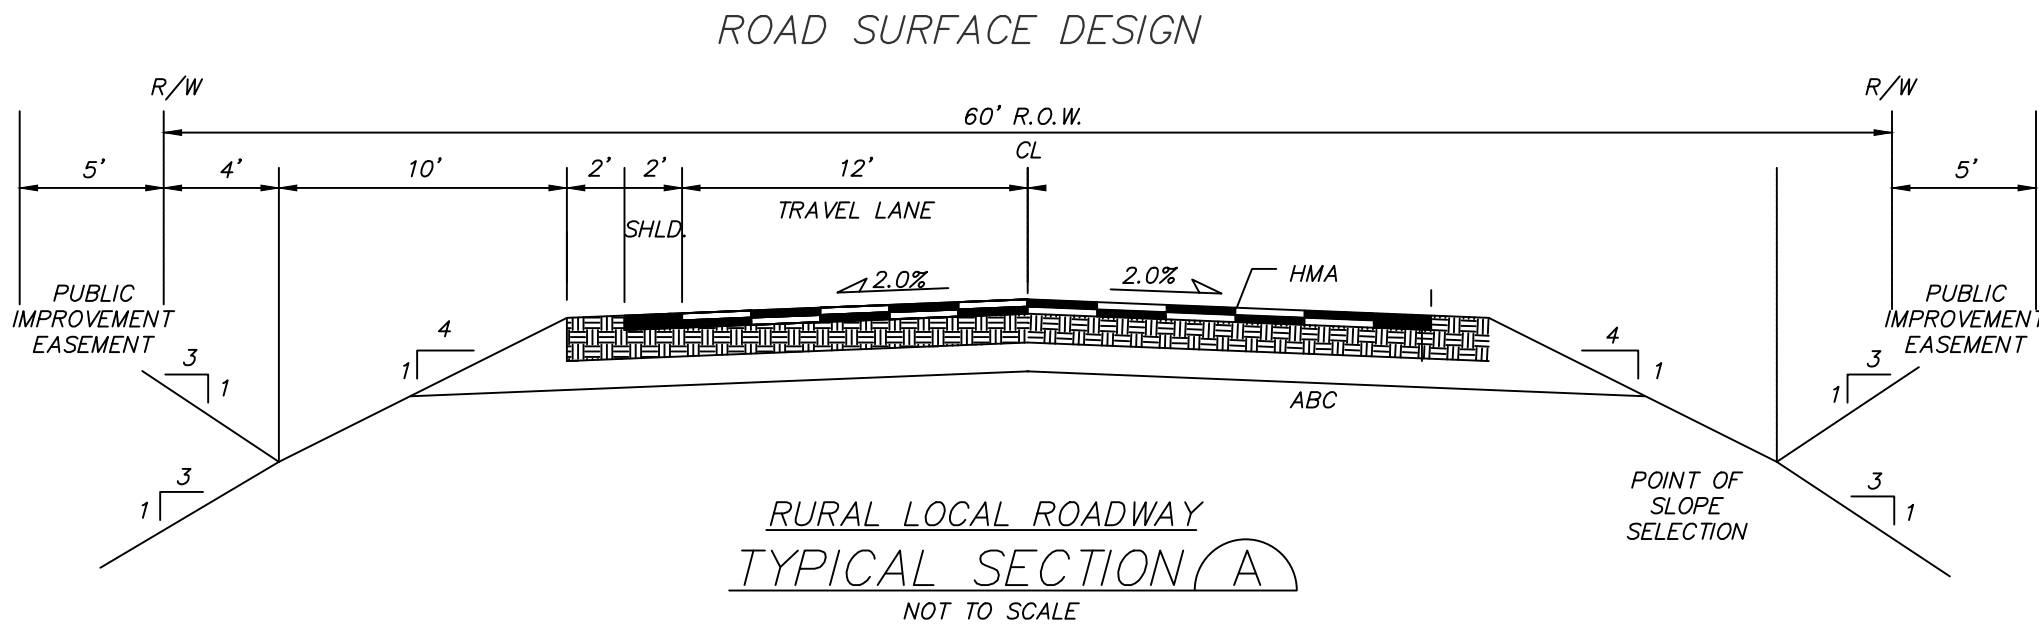 ROAD SURFACE DESIGN
R/W
R/W
60' R.O.W.
CL
5'
4'
10'
2'
2'
12'
5'
SHLD.
TRAVEL LANE
2.0%
2.0%
HMA
PUBLIC
IMPROVEMENT
EASEMENT
PUBLIC
IMPROVEMENT
EASEMENT
4
1
3
1
4
1
3
1
ABC
3
1
POINT OF
SLOPE
SELECTION
3
1
RURAL LOCAL ROADWAY
TYPICAL SECTION A
NOT TO SCALE